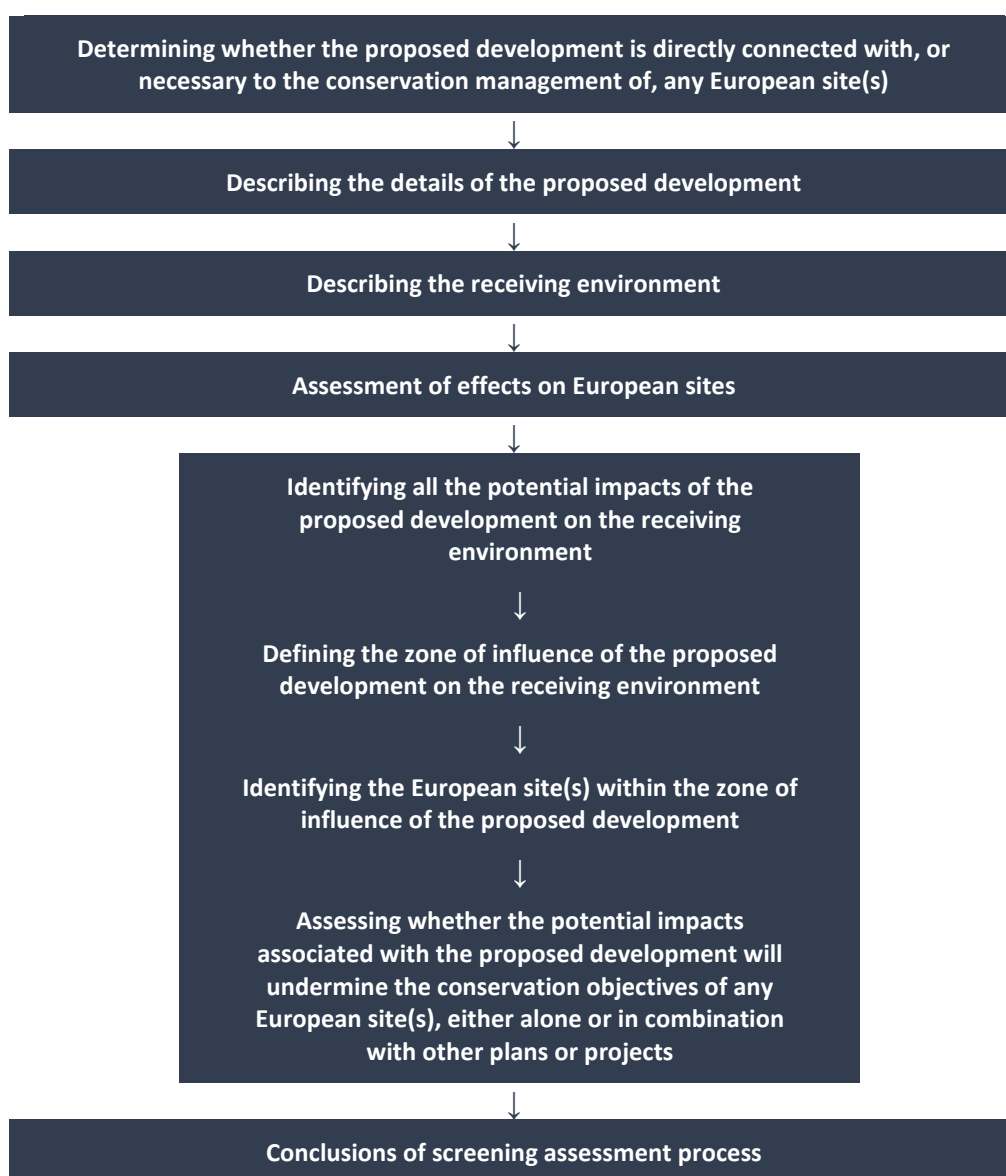 Determining whether the proposed development is directly connected with, or
necessary to the conservation management of, any European site(s)
↓
Describing the details of the proposed development
↓
Describing the receiving environment
↓
Assessment of effects on European sites
↓
Identifying all the potential impacts of the
proposed development on the receiving
environment
↓
Defining the zone of influence of the proposed
development on the receiving environment
↓
Identifying the European site(s) within the zone of
influence of the proposed development
↓
Assessing whether the potential impacts
associated with the proposed development will
undermine the conservation objectives of any
European site(s), either alone or in combination
with other plans or projects
↓
Conclusions of screening assessment process